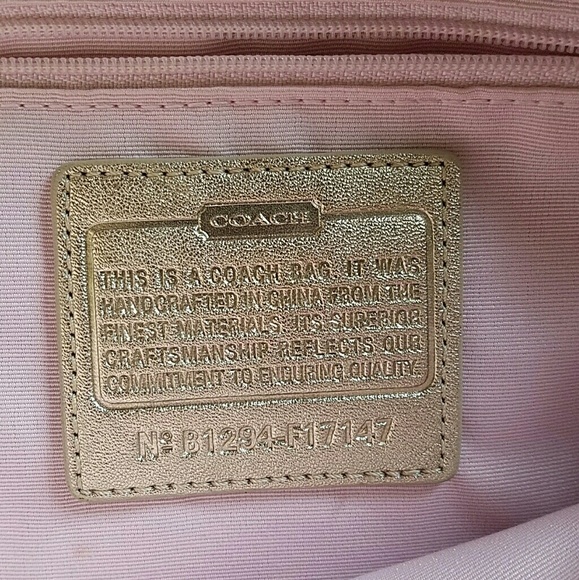 COACH
THIS IS A COACH BAG. IT WAS
HANDCRAFTED IN CHINA FROM THE
FINEST MATERIALS. ITS SUPERIOR
CRAFTSMANSHIP REFLECTS OUR
COMMITMENT TO ENDURING QUALITY.
Nº B1294-F17147